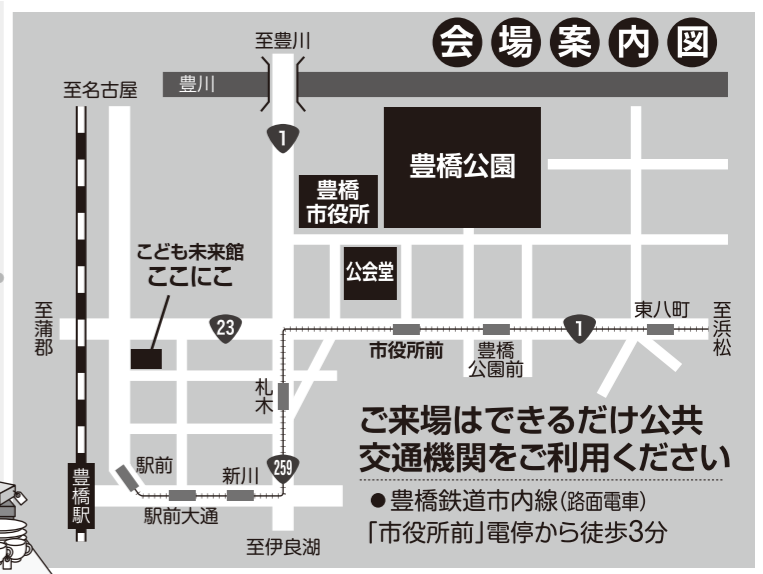 会場案内図
至豊川
至名古屋
豊川
1
豊橋公園
豊橋
市役所
こども未来館
ここにこ
公会堂
至蒲郡
23
1
東八町
至浜松
市役所前
豊橋
公園前
札木
ご来場はできるだけ公共
交通機関をご利用ください
259
駅前
新川
豊橋駅
駅前大通
至伊良湖
●豊橋鉄道市内線(路面電車)
「市役所前」電停から徒歩3分